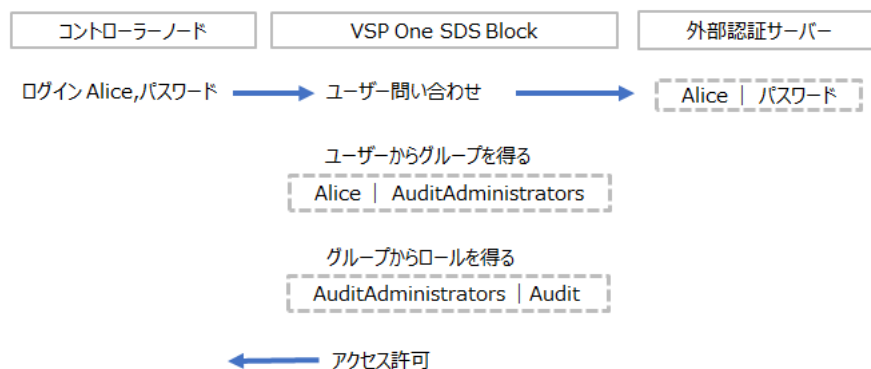 コントローラーノード
VSP One SDS Block
外部認証サーバー
ログイン Alice,パスワード
ユーザー問い合わせ
Alice | パスワード
ユーザーからグループを得る
Alice | AuditAdministrators
グループからロールを得る
AuditAdministrators | Audit
アクセス許可